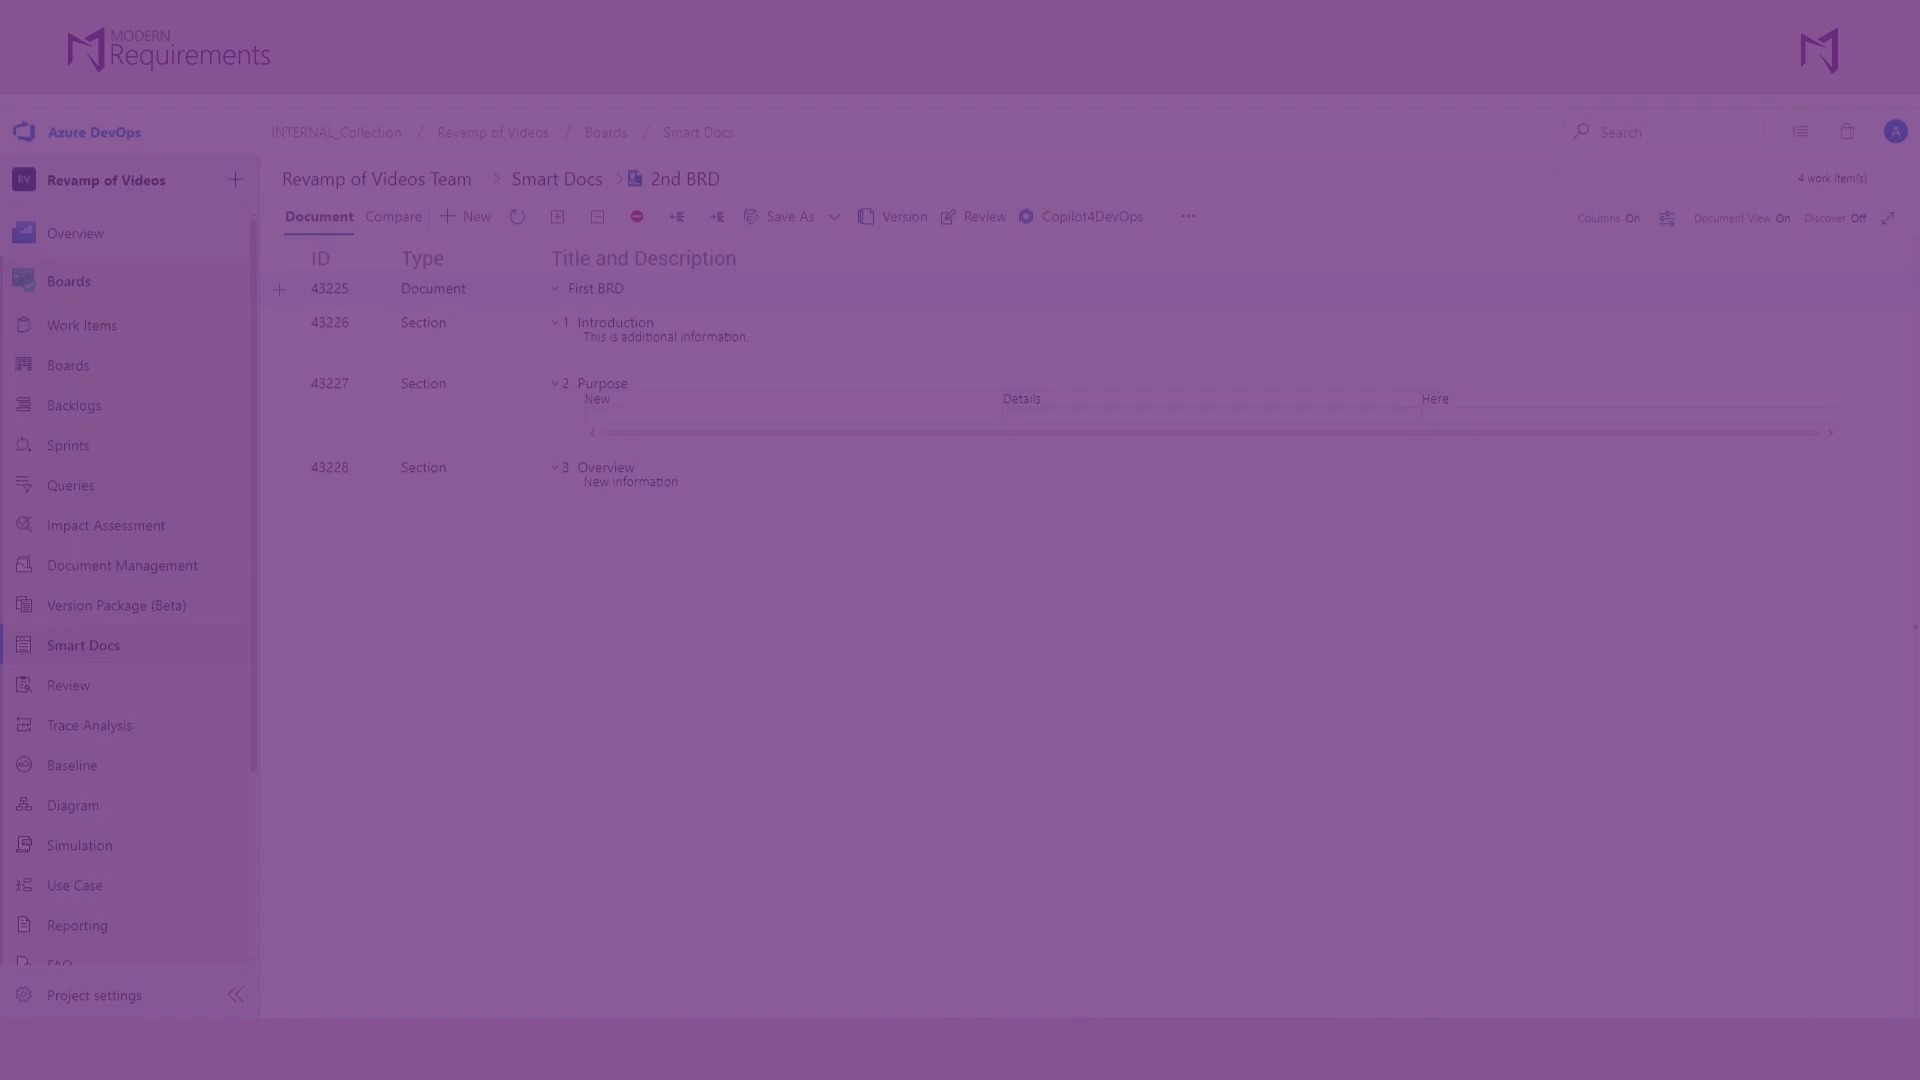 MODERN
Requirements
Azure DevOps
INTERNAL_Collection / Revamp of Videos / Boards / Smart Docs
Search
A
RV Revamp of Videos
Revamp of Videos Team > Smart Docs > 2nd BRD
4 work item(s)
Document Compare New Save As Version Review Copilot4DevOps
Columns On Document View On Discover Off
Overview
Boards
Work Items
Boards
Backlogs
Sprints
Queries
Impact Assessment
Document Management
Version Package (Beta)
Smart Docs
Review
Trace Analysis
Baseline
Diagram
Simulation
Use Case
Reporting
FAQ
Project settings
ID Type Title and Description
43225 Document First BRD
43226 Section 1 Introduction
This is additional information.
43227 Section 2 Purpose
New Details Here
43228 Section 3 Overview
New information